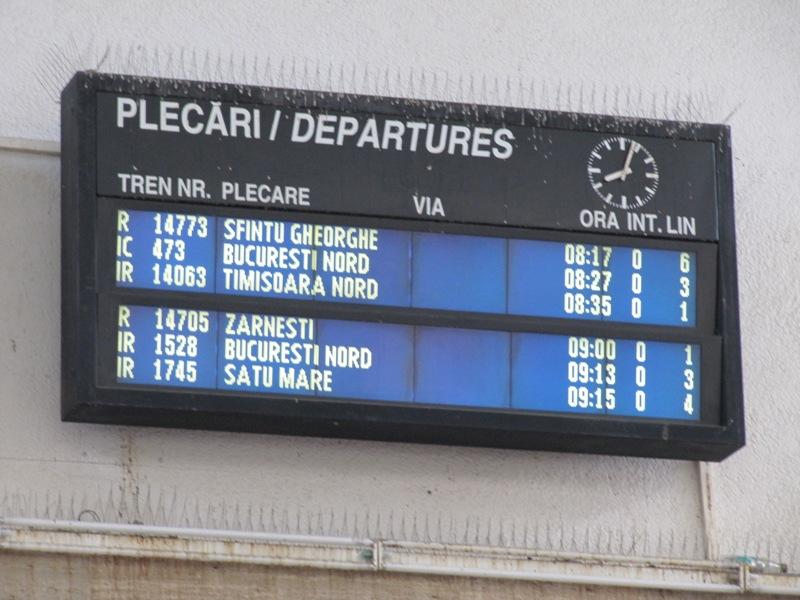 PLECĂRI / DEPARTURES
TREN NR. PLECARE VIA ORA INT. LIN
R 14773 SFINTU GHEORGHE 08:17 0 6
IC 473 BUCURESTI NORD 08:27 0 3
IR 14063 TIMISOARA NORD 08:35 0 1
R 14705 ZARNESTI 09:00 0 1
IR 1528 BUCURESTI NORD 09:13 0 3
IR 1745 SATU MARE 09:15 0 4